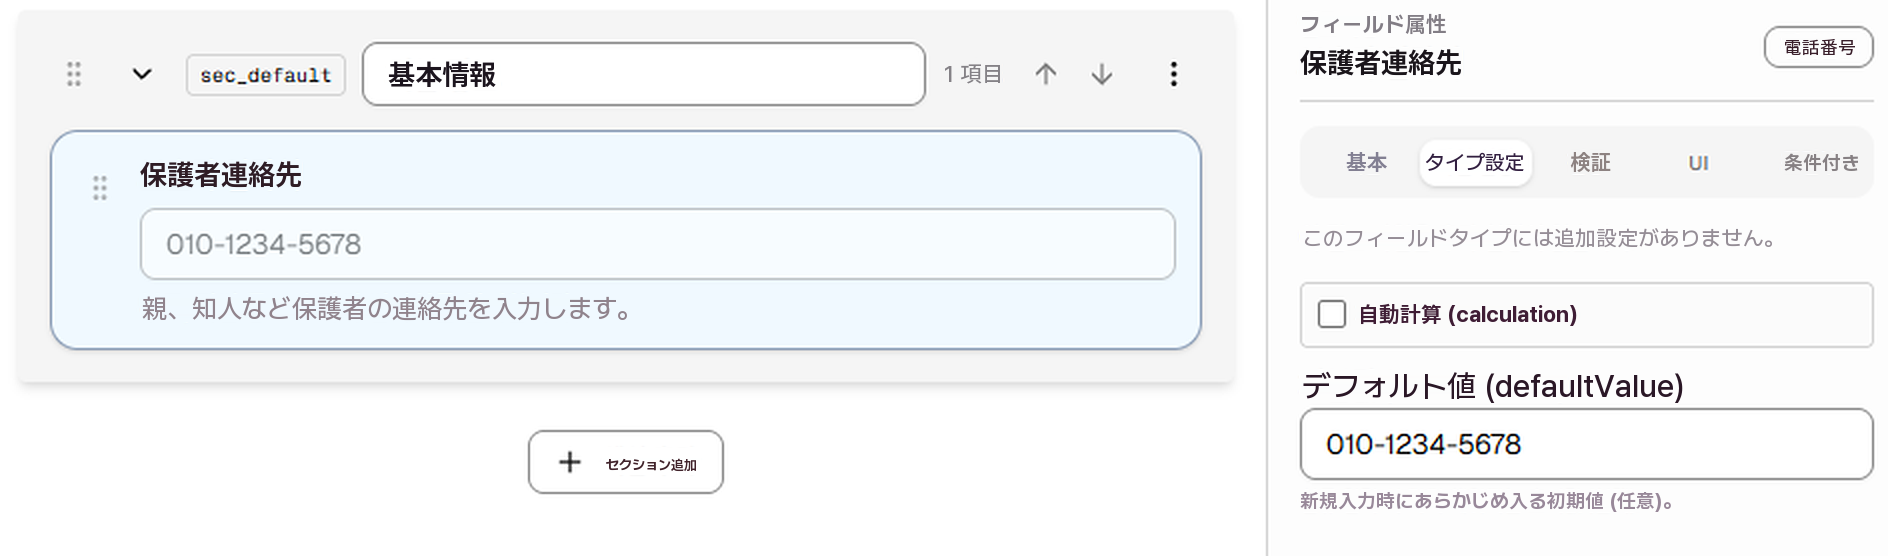 sec_default 基本情報 1 項目
保護者連絡先
010-1234-5678
親、知人など保護者の連絡先を入力します。
セクション追加
フィールド属性
保護者連絡先
電話番号
基本 タイプ設定 検証 UI 条件付き
このフィールドタイプには追加設定がありません。
自動計算 (calculation)
デフォルト値 (defaultValue)
010-1234-5678
新規入力時にあらかじめ入る初期値 (任意)。